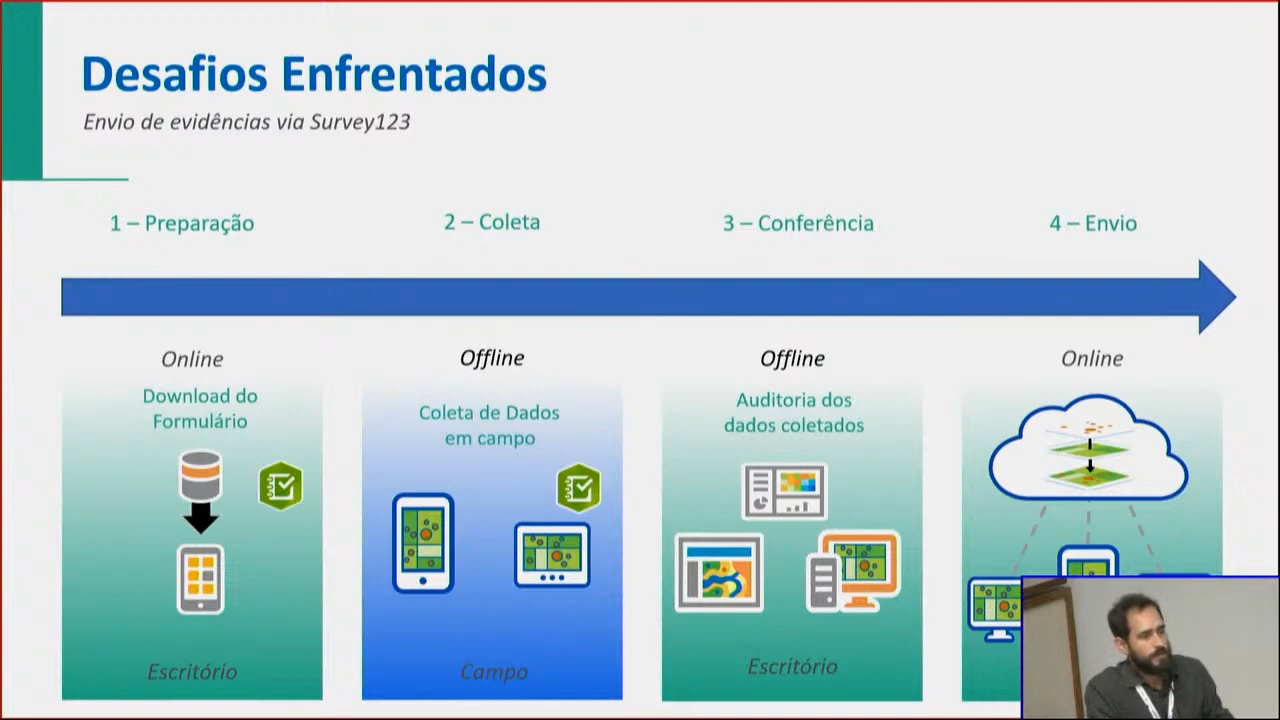 Desafios Enfrentados
Envio de evidências via Survey123
1 – Preparação
2 – Coleta
3 – Conferência
4 – Envio
Online
Offline
Offline
Online
Download do
Formulário
Coleta de Dados
em campo
Auditoria dos
dados coletados
Escritório
Campo
Escritório